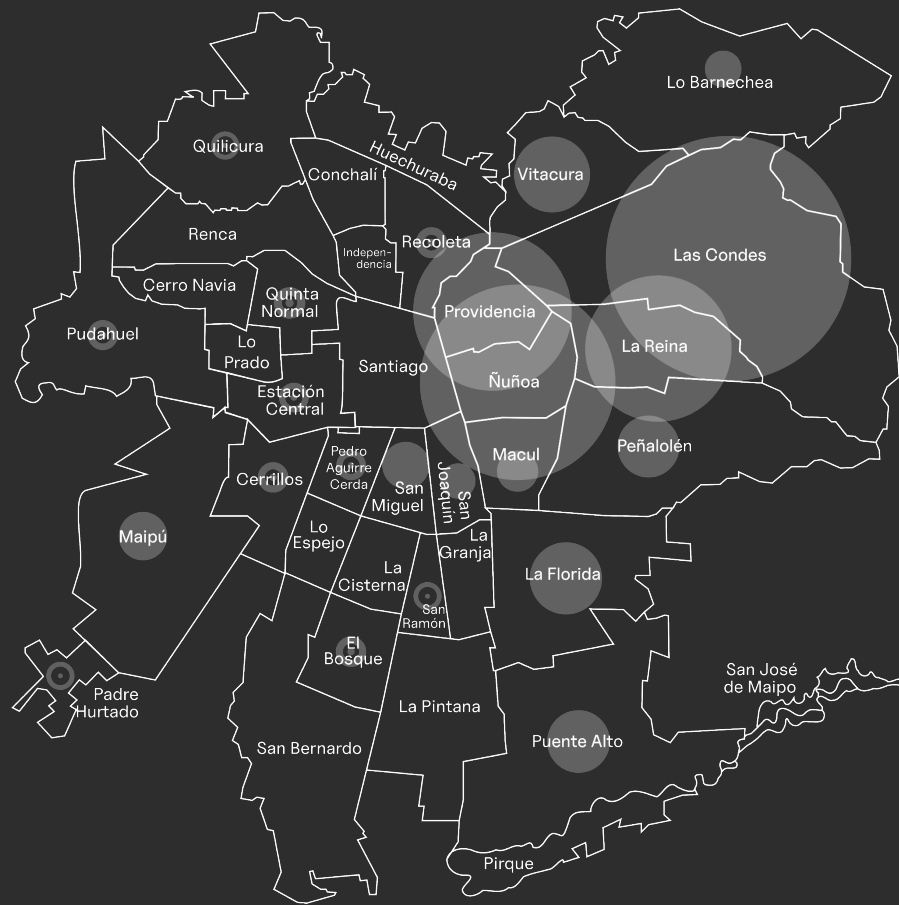 Lo Barnechea
Quilicura
Huechuraba
Conchalí
Vitacura
Renca
Recoleta
Indepen-
dencia
Las Condes
Cerro Navia
Quinta
Normal
Providencia
Pudahuel
Lo
Prado
La Reina
Santiago
Ñuñoa
Estación
Central
Peñalolén
Macul
Pedro
Aguirre
Cerda
Cerrillos
San
Miguel
San
Joaquín
Maipú
Lo
Espejo
La
Granja
La
Cisterna
La Florida
San
Ramón
El
Bosque
San José
de Maipo
Padre
Hurtado
La Pintana
Puente Alto
San Bernardo
Pirque